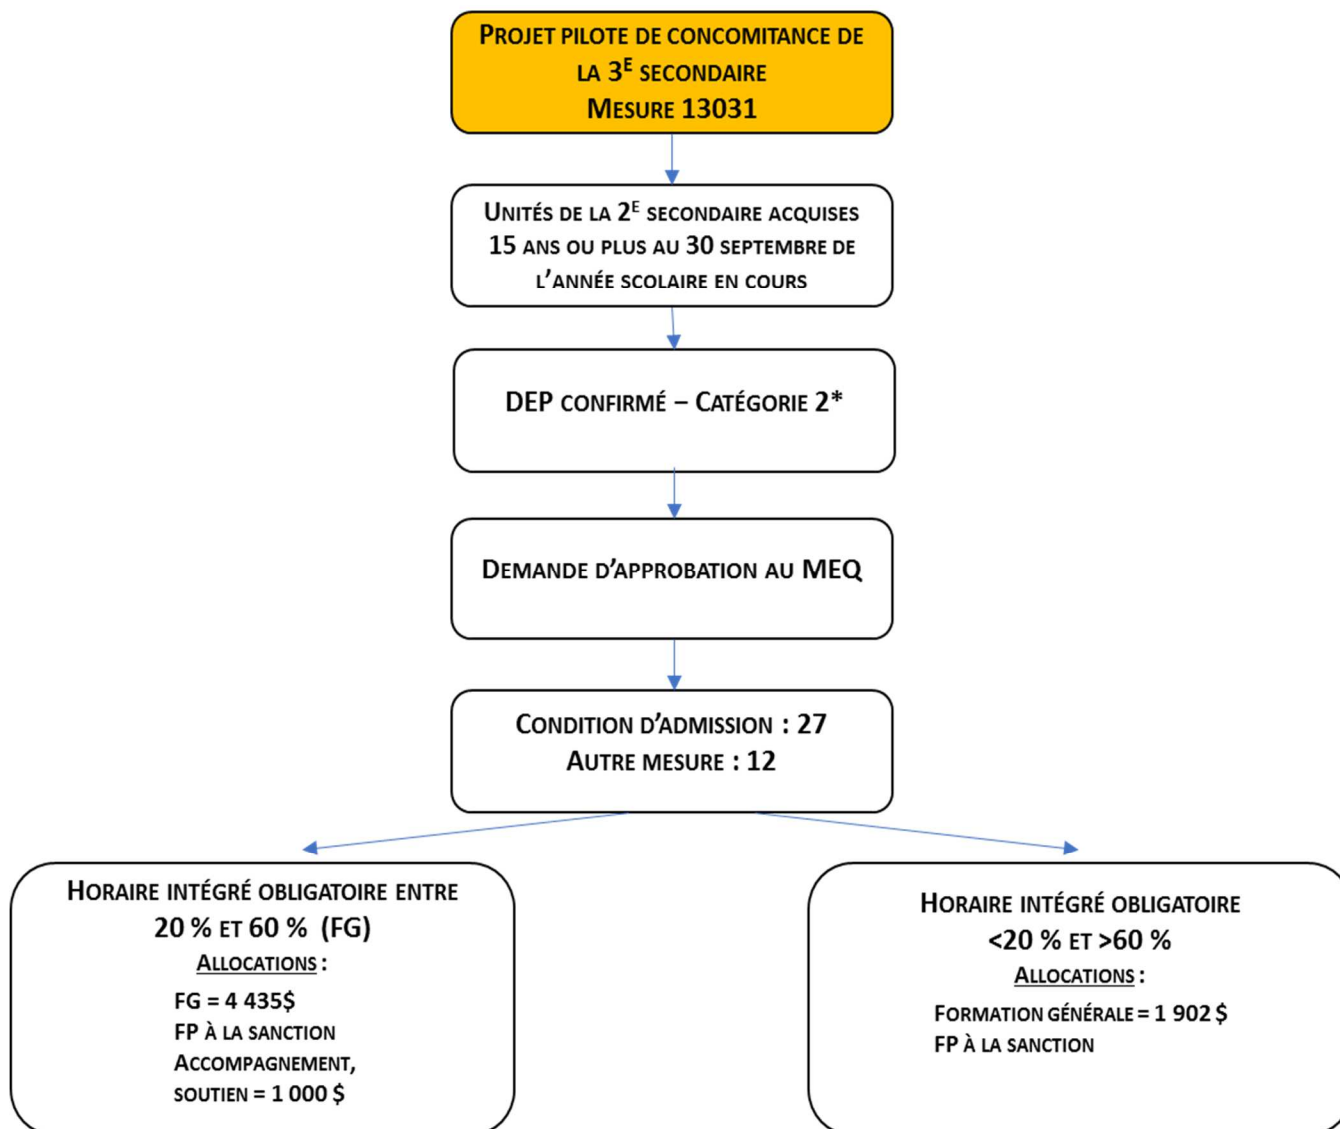 PROJET PILOTE DE CONCOMITANCE DE
LA 3E SECONDAIRE
MESURE 13031
UNITÉS DE LA 2E SECONDAIRE ACQUISES
15 ANS OU PLUS AU 30 SEPTEMBRE DE
L'ANNÉE SCOLAIRE EN COURS
DEP CONFIRMÉ – CATÉGORIE 2*
DEMANDE D'APPROBATION AU MEQ
CONDITION D'ADMISSION : 27
AUTRE MESURE : 12
HORAIRE INTÉGRÉ OBLIGATOIRE ENTRE
20 % ET 60 % (FG)
ALLOCATIONS :
FG = 4 435$
FP À LA SANCTION
ACCOMPAGNEMENT,
SOUTIEN = 1 000 $
HORAIRE INTÉGRÉ OBLIGATOIRE
<20 % ET >60 %
ALLOCATIONS :
FORMATION GÉNÉRALE = 1 902 $
FP À LA SANCTION